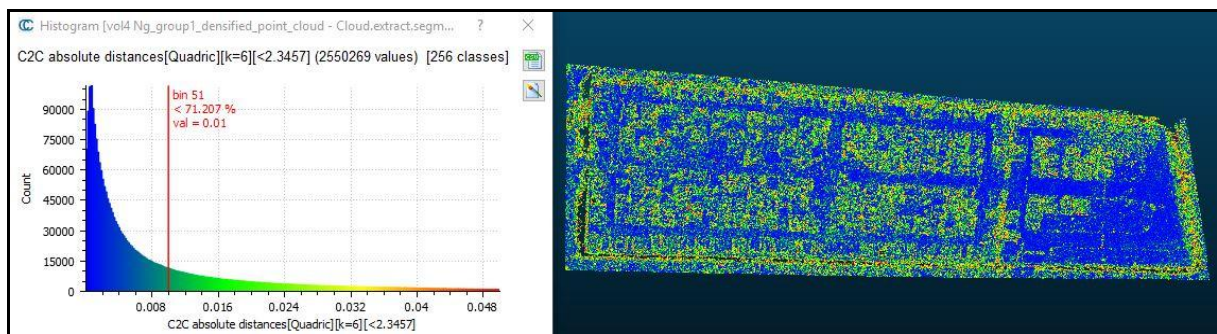 Histogram [vol4 Ng_group1_densified_point_cloud - Cloud.extract.segm...
? ×
C2C absolute distances[Quadric][k=6][<2.3457] (2550269 values) [256 classes]
bin 51
< 71.207 %
val = 0.01
90000
75000
60000
45000
30000
15000
0
Count
0.008 0.016 0.024 0.032 0.04 0.048
C2C absolute distances[Quadric][k=6][<2.3457]